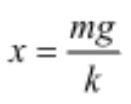 x = mg/k